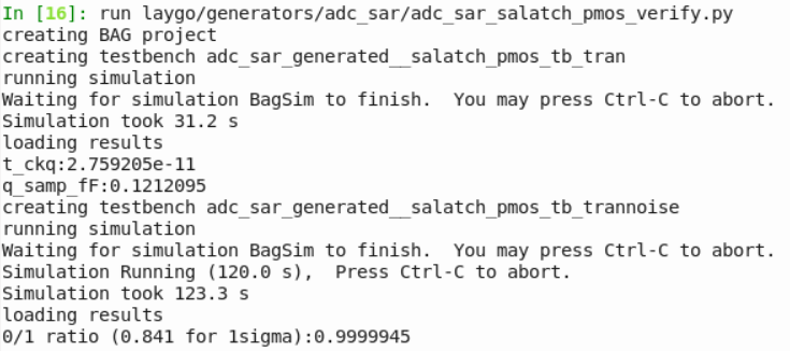 In [16]: run laygo/generators/adc_sar/adc_sar_salatch_pmos_verify.py
creating BAG project
creating testbench adc_sar_generated__salatch_pmos_tb_tran
running simulation
Waiting for simulation BagSim to finish.  You may press Ctrl-C to abort.
Simulation took 31.2 s
loading results
t_ckq:2.759205e-11
q_samp_fF:0.1212095
creating testbench adc_sar_generated__salatch_pmos_tb_trannoise
running simulation
Waiting for simulation BagSim to finish.  You may press Ctrl-C to abort.
Simulation Running (120.0 s),  Press Ctrl-C to abort.
Simulation took 123.3 s
loading results
0/1 ratio (0.841 for 1sigma):0.9999945